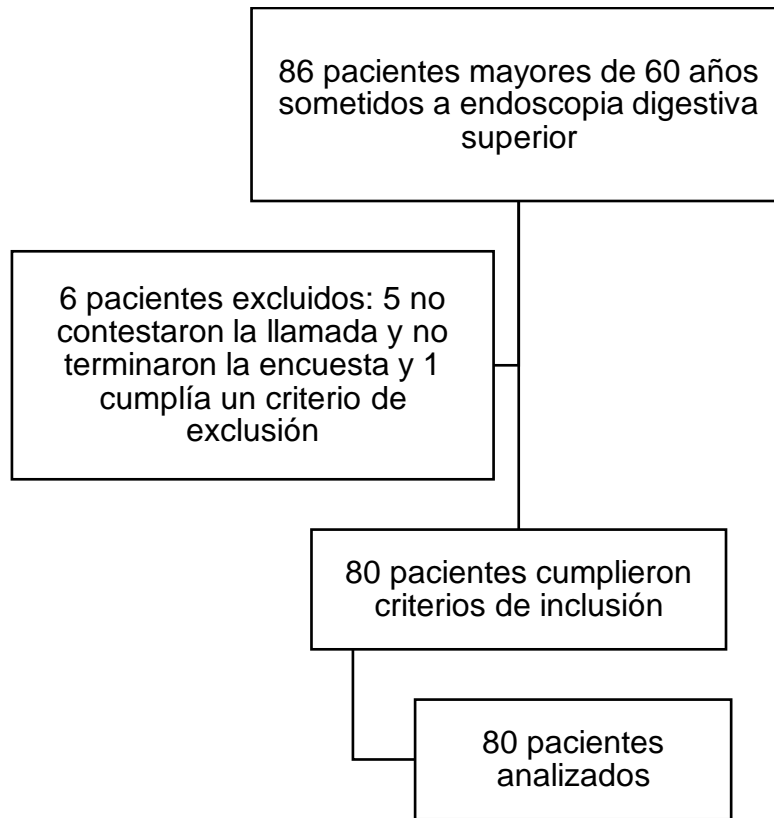 86 pacientes mayores de 60 años
sometidos a endoscopia digestiva
superior
6 pacientes excluidos: 5 no
contestaron la llamada y no
terminaron la encuesta y 1
cumplía un criterio de
exclusión
80 pacientes cumplieron
criterios de inclusión
80 pacientes
analizados